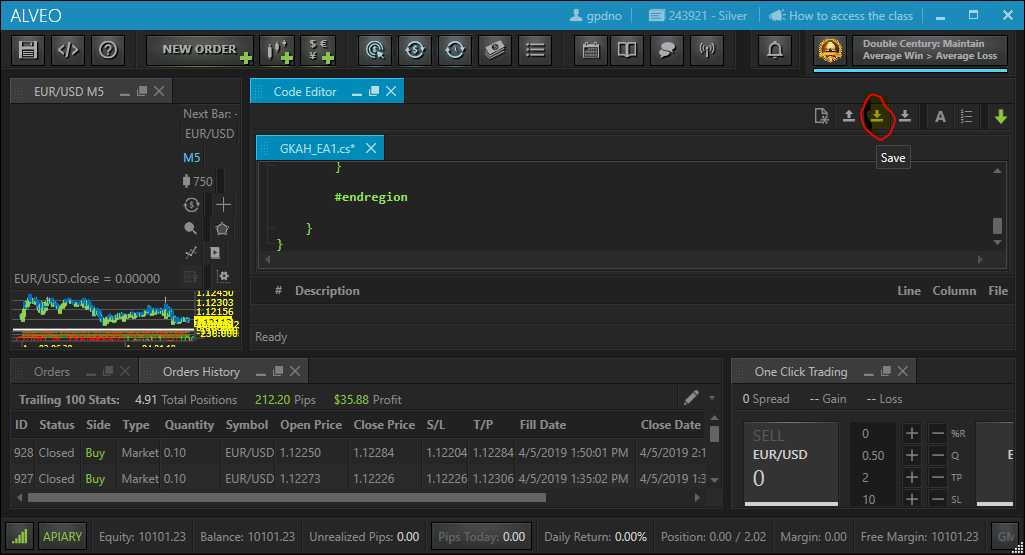 ALVEO
gpdno
243921 - Silver
How to access the class
NEW ORDER
Double Century: Maintain
Average Win > Average Loss
EUR/USD M5
Code Editor
Next Bar: -
EUR/USD
M5
750
EUR/USD.close = 0.00000
1.12450
1.12303
1.12156
-230.000
A
Save
GKAH_EA1.cs*
}
#endregion
}
}
# Description Line Column File
Ready
Orders
Orders History
Trailing 100 Stats: 4.91 Total Positions 212.20 Pips $35.88 Profit
ID Status Side Type Quantity Symbol Open Price Close Price S/L T/P Fill Date Close Date
928 Closed Buy Market 0.10 EUR/USD 1.12250 1.12284 1.12204 1.12284 4/5/2019 1:50:01 PM 4/5/2019 2:1
927 Closed Buy Market 0.10 EUR/USD 1.12273 1.12226 1.12226 1.12306 4/5/2019 1:35:02 PM 4/5/2019 1:3
One Click Trading
0 Spread -- Gain -- Loss
SELL
EUR/USD
0
0 %R
0.50 Q
2 TP
10 SL
E
APIARY
Equity: 10101.23
Balance: 10101.23
Unrealized Pips: 0.00
Pips Today: 0.00
Daily Return: 0.00%
Position: 0.00 / 2.02
Margin: 0.00
Free Margin: 10101.23
GM